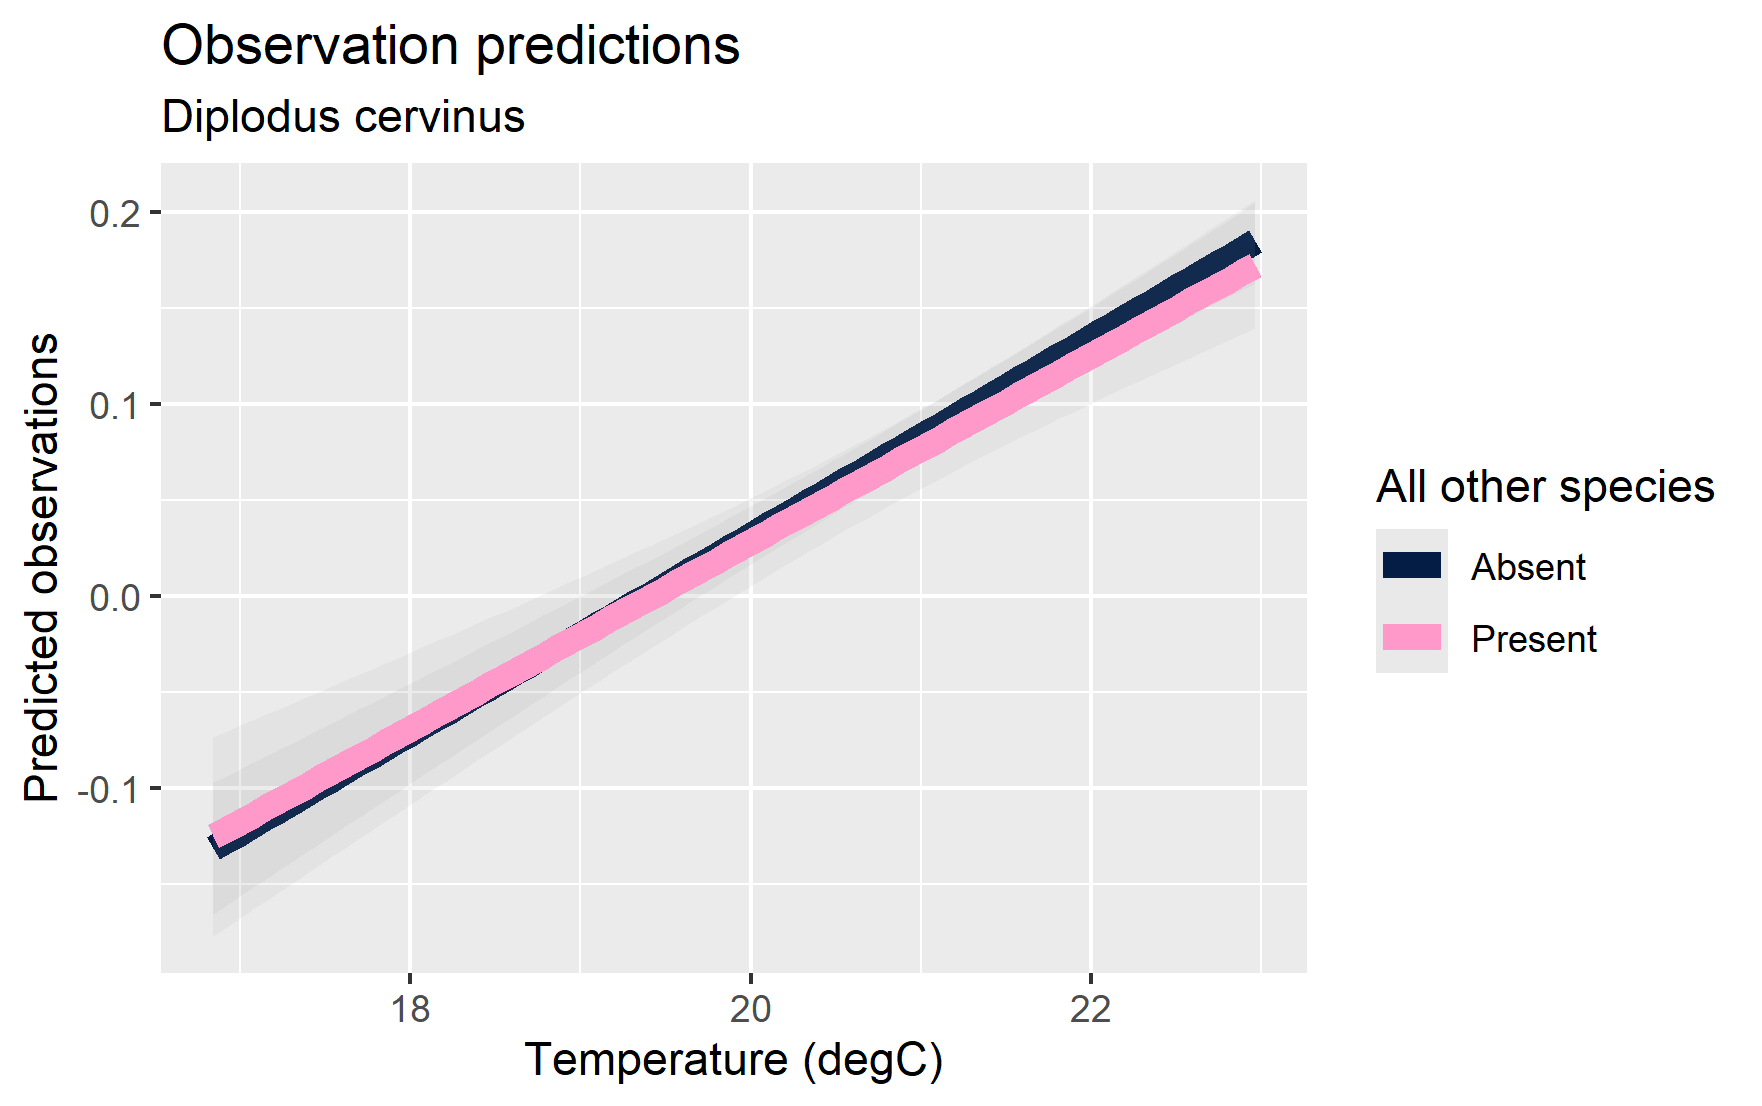 Observation predictions
Diplodus cervinus
Predicted observations
0.2
0.1
0.0
-0.1
18
20
22
Temperature (degC)
All other species
Absent
Present